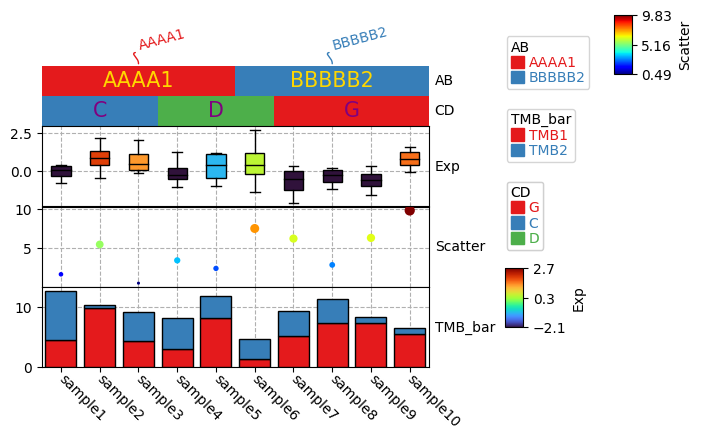 AAAA1
BBBBB2
AAAA1
BBBBB2
AB
C
D
G
CD
2.5
0.0
Exp
10
5
Scatter
10
0
TMB_bar
sample1
sample2
sample3
sample4
sample5
sample6
sample7
sample8
sample9
sample10
AB
AAAA1
BBBBB2
TMB_bar
TMB1
TMB2
CD
G
C
D
2.7
0.3
−2.1
Exp
9.83
5.16
0.49
Scatter